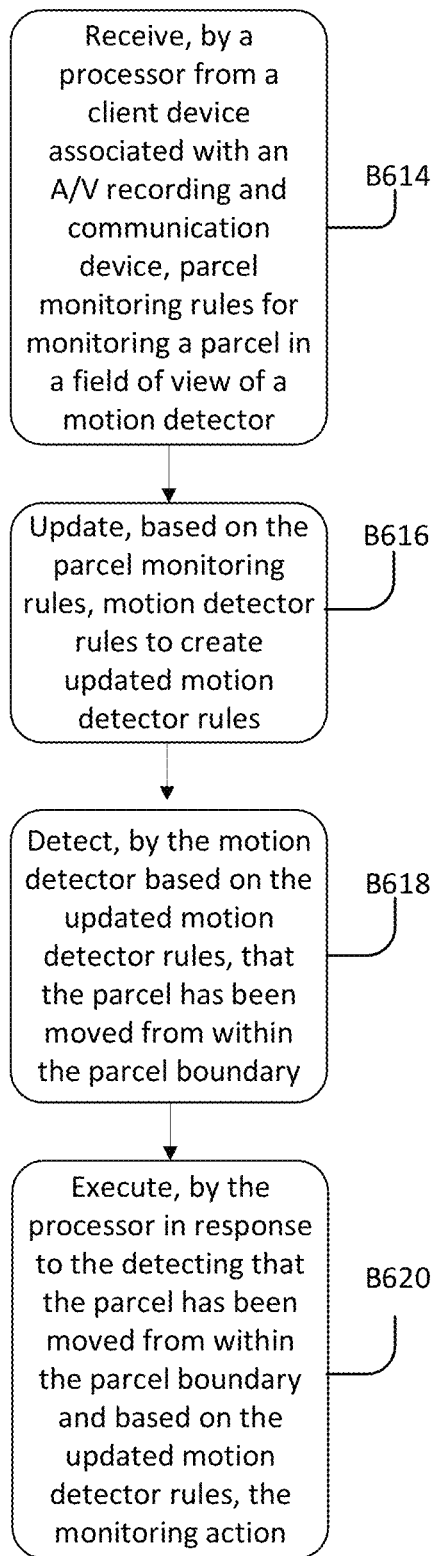 Receive, by a
processor from a
client device
associated with an
A/V recording and
communication
device, parcel
monitoring rules for
monitoring a parcel in
a field of view of a
motion detector
B614
Update, based on the
parcel monitoring
rules, motion detector
rules to create
updated motion
detector rules
B616
Detect, by the motion
detector based on the
updated motion
detector rules, that
the parcel has been
moved from within
the parcel boundary
B618
Execute, by the
processor in response
to the detecting that
the parcel has been
moved from within
the parcel boundary
and based on the
updated motion
detector rules, the
monitoring action
B620